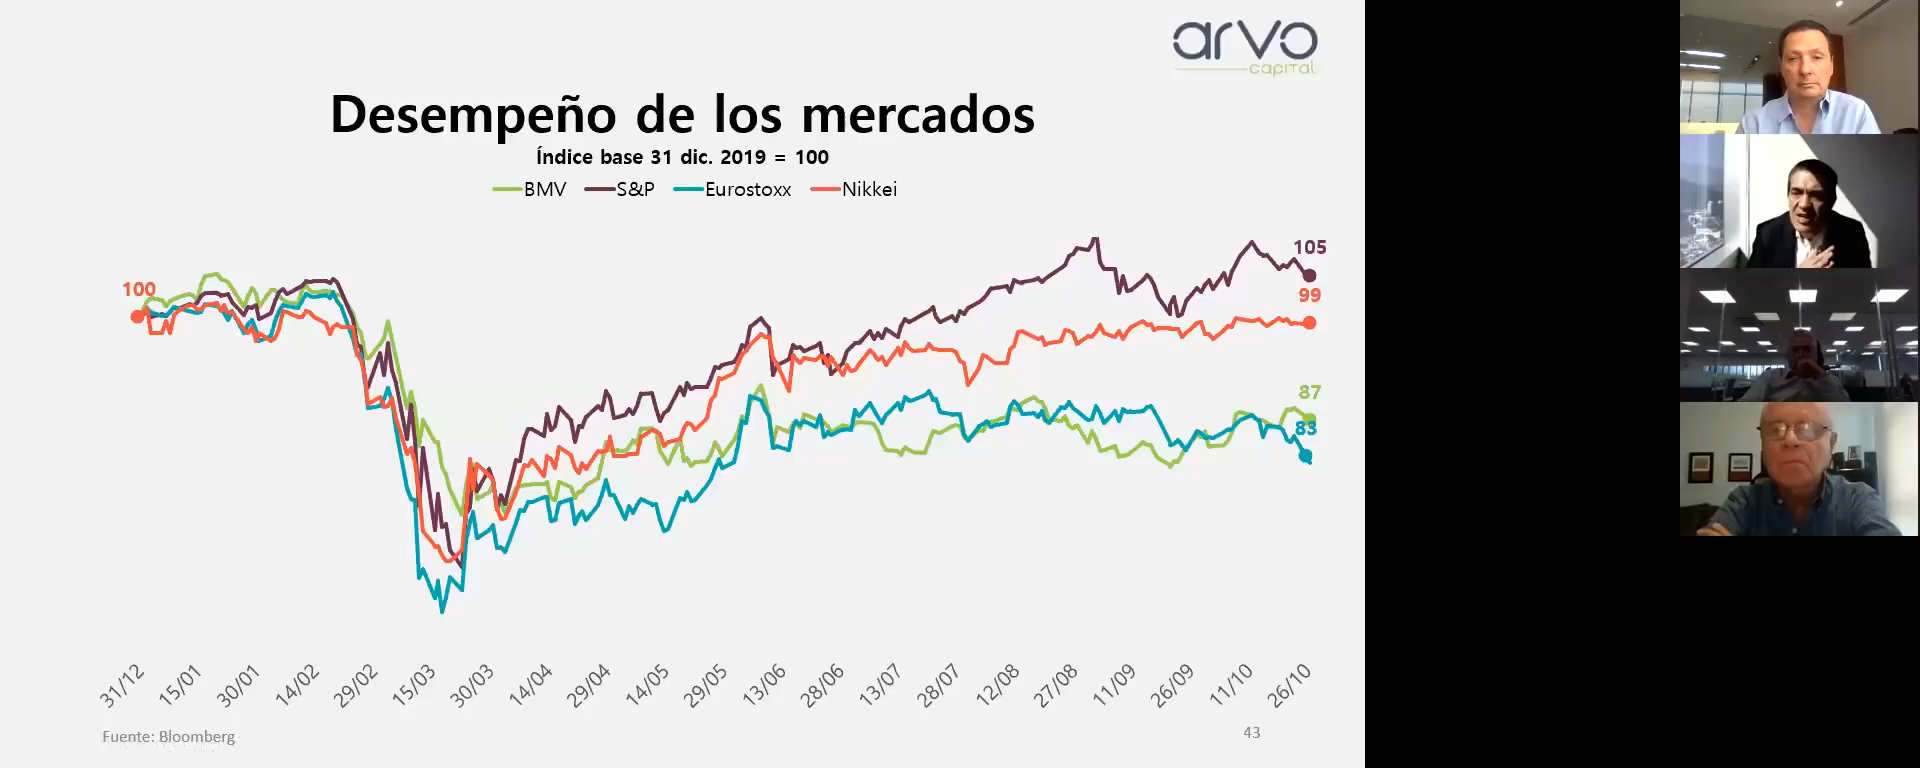 arvo
capital
Desempeño de los mercados
Índice base 31 dic. 2019 = 100
BMV S&P Eurostoxx Nikkei
100
105
99
87
83
31/12 15/01 30/01 14/02 29/02 15/03 30/03 14/04 29/04 14/05 29/05 13/06 28/06 13/07 28/07 12/08 27/08 11/09 26/09 11/10 26/10
Fuente: Bloomberg
43